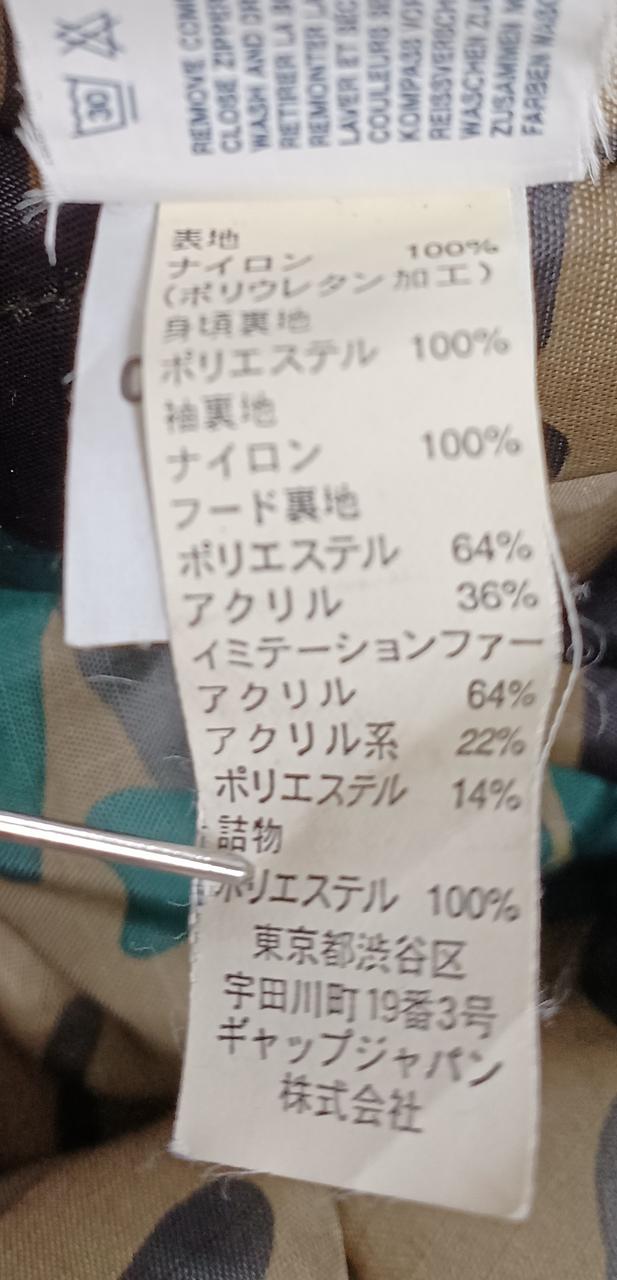 30
REMOVE
CLOSE ZIPPER
WASH AND
RETIRER LA
REMONTER
LAVER ET
COULEURS
KOMPASS
REISSVERSCH
WASCHEN
ZUSAMMEN
FARBEN
表地
ナイロン 100%
(ポリウレタン加工)
身頃裏地
ポリエステル 100%
袖裏地
ナイロン 100%
フード裏地
ポリエステル 64%
アクリル 36%
イミテーションファー
アクリル 64%
アクリル系 22%
ポリエステル 14%
詰物
ポリエステル 100%
東京都渋谷区
宇田川町19番3号
ギャップジャパン
株式会社